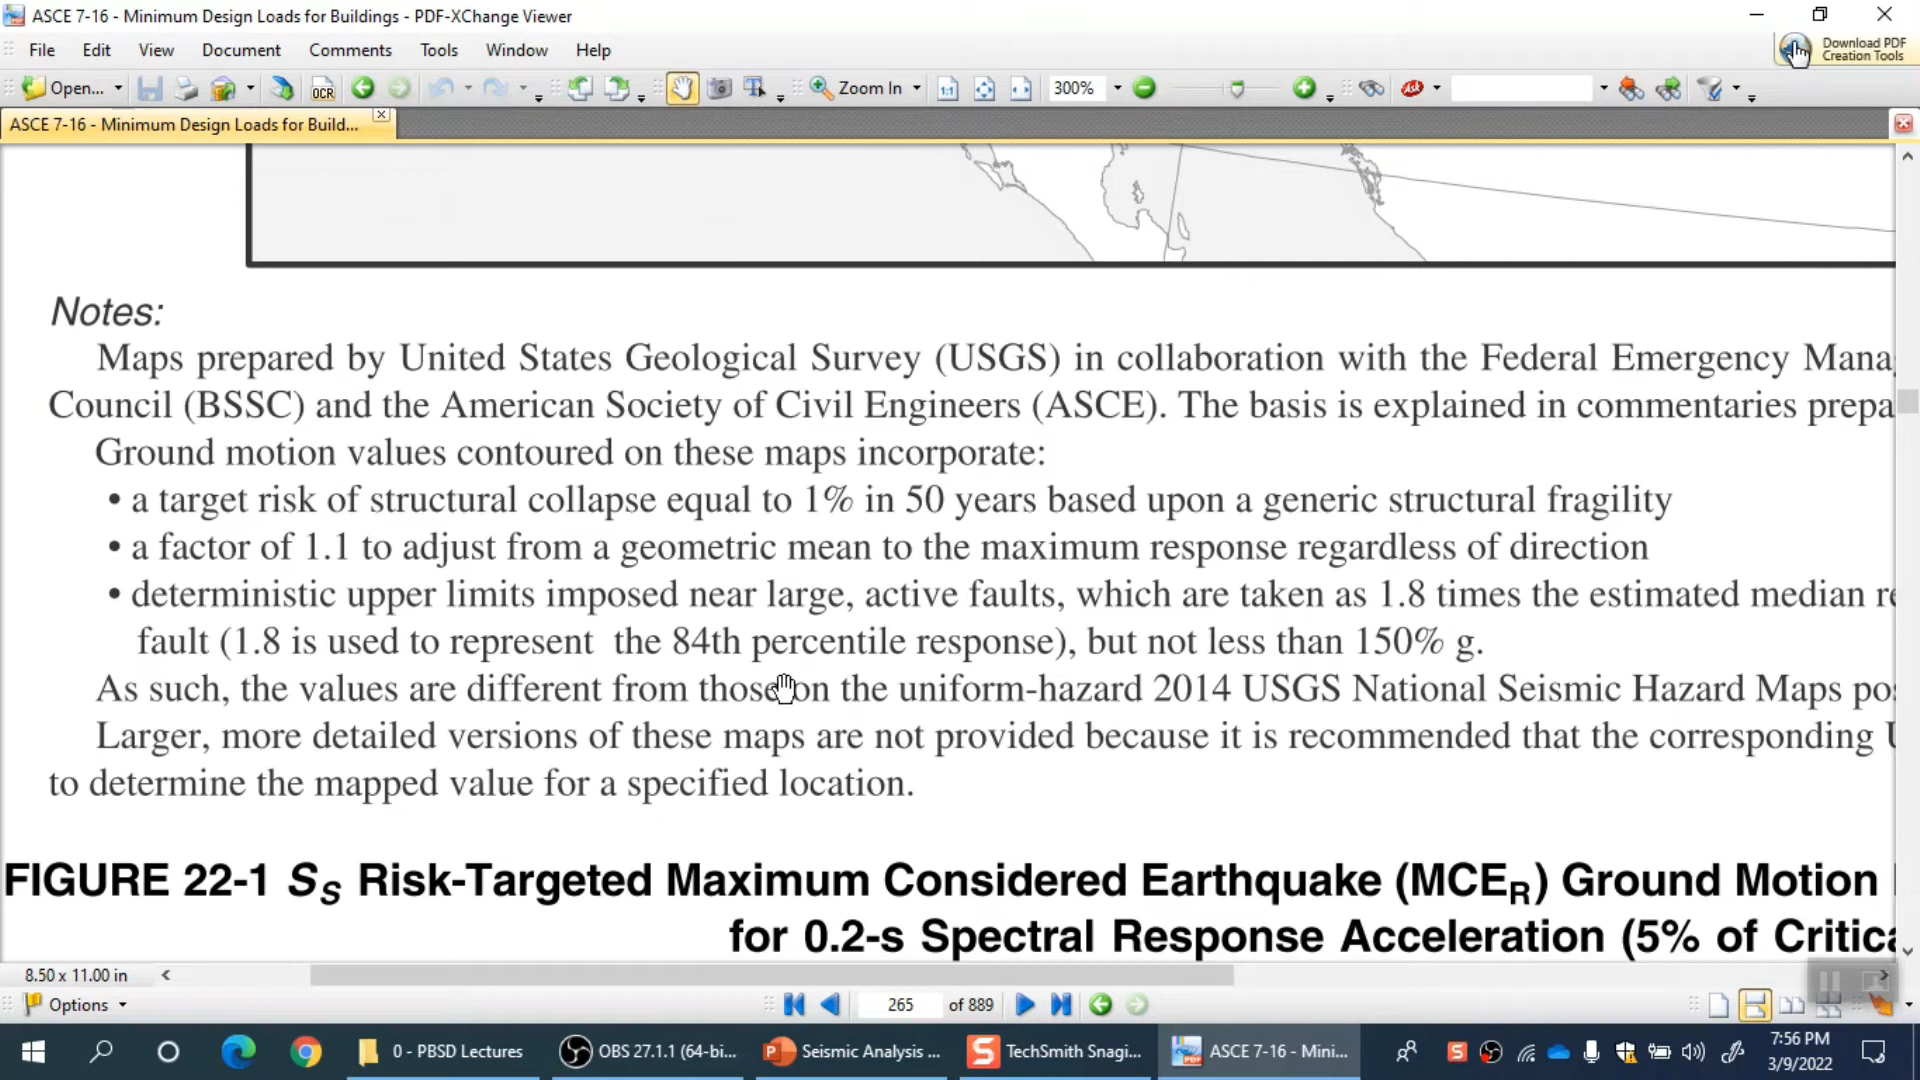 ASCE 7-16 - Minimum Design Loads for Buildings - PDF-XChange Viewer
File Edit View Document Comments Tools Window Help
Download PDF
Creation Tools
Open... OCR Zoom In 1:1 300%
ASCE 7-16 - Minimum Design Loads for Build...
Notes:
Maps prepared by United States Geological Survey (USGS) in collaboration with the Federal Emergency Mana
Council (BSSC) and the American Society of Civil Engineers (ASCE). The basis is explained in commentaries prepa
Ground motion values contoured on these maps incorporate:
• a target risk of structural collapse equal to 1% in 50 years based upon a generic structural fragility
• a factor of 1.1 to adjust from a geometric mean to the maximum response regardless of direction
• deterministic upper limits imposed near large, active faults, which are taken as 1.8 times the estimated median re
fault (1.8 is used to represent the 84th percentile response), but not less than 150% g.
As such, the values are different from those on the uniform-hazard 2014 USGS National Seismic Hazard Maps pos
Larger, more detailed versions of these maps are not provided because it is recommended that the corresponding U
to determine the mapped value for a specified location.
FIGURE 22-1 SS Risk-Targeted Maximum Considered Earthquake (MCER) Ground Motion
for 0.2-s Spectral Response Acceleration (5% of Critica
8.50 x 11.00 in
Options 265 of 889
0 - PBSD Lectures OBS 27.1.1 (64-bi... Seismic Analysis ... TechSmith Snagi... ASCE 7-16 - Mini... 7:56 PM
3/9/2022